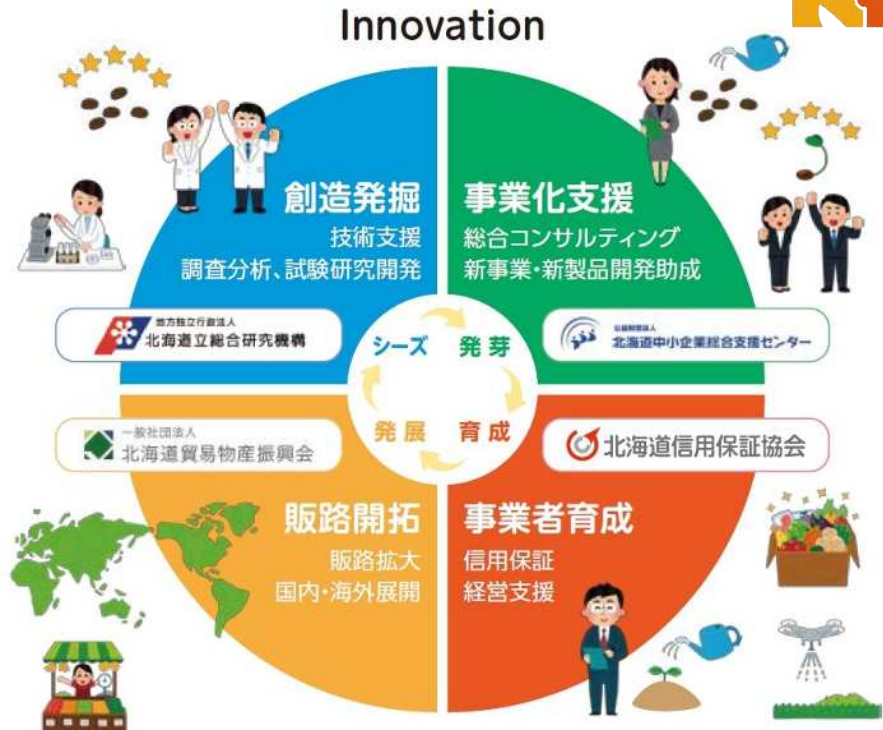 Innovation
創造発掘
技術支援
調査分析、試験研究開発
地方独立行政法人
北海道立総合研究機構
事業化支援
総合コンサルティング
新事業・新製品開発助成
公益財団法人
北海道中小企業総合支援センター
シーズ
発芽
発展
育成
一般社団法人
北海道貿易物産振興会
販路開拓
販路拡大
国内・海外展開
北海道信用保証協会
事業者育成
信用保証
経営支援